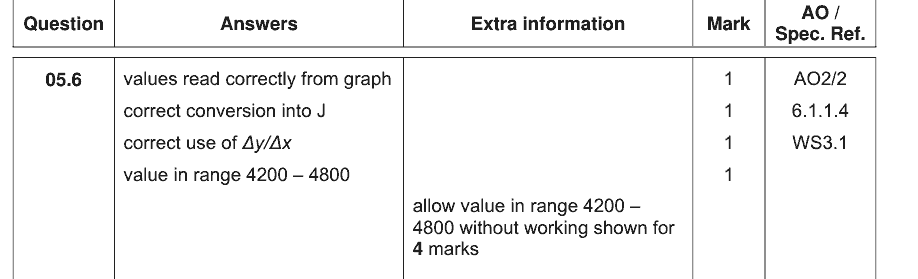 Question Answers Extra information Mark AO / Spec. Ref.
05.6 values read correctly from graph 1 AO2/2
correct conversion into J 1 6.1.1.4
correct use of Δy/Δx 1 WS3.1
value in range 4200 – 4800 1
allow value in range 4200 –
4800 without working shown for
4 marks